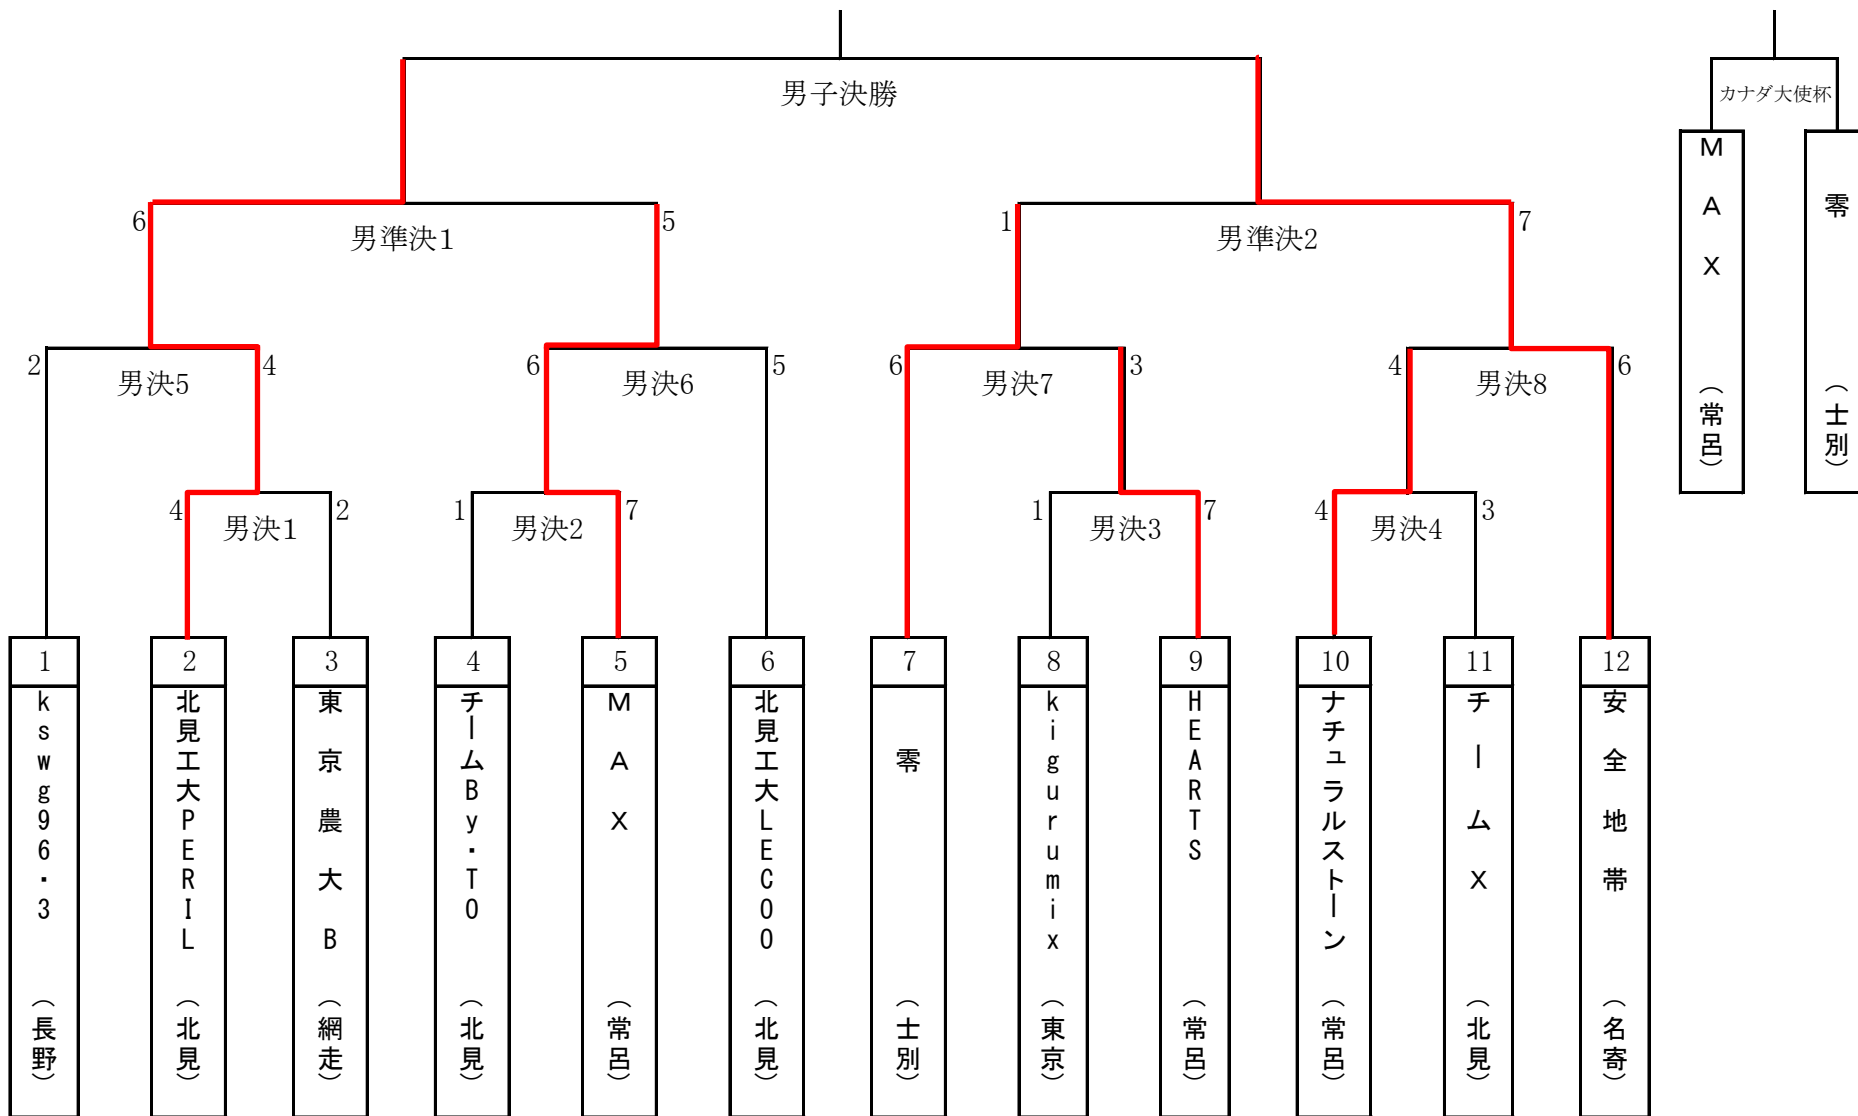 男子決勝
カナダ大使杯
MAX(常呂)
零(士別)
6
男準決1
5
1
男準決2
7
2
男決5
4
6
男決6
5
6
男決7
3
4
男決8
6
4
男決1
2
1
男決2
7
1
男決3
7
4
男決4
3
1
kswg96・3(長野)
2
北見工大PERIL(北見)
3
東京農大B(網走)
4
チームBy・TO(北見)
5
MAX(常呂)
6
北見工大LECOO(北見)
7
零(士別)
8
kigurumix(東京)
9
HEARTS(常呂)
10
ナチュラルストーン(常呂)
11
チームX(北見)
12
安全地帯(名寄)